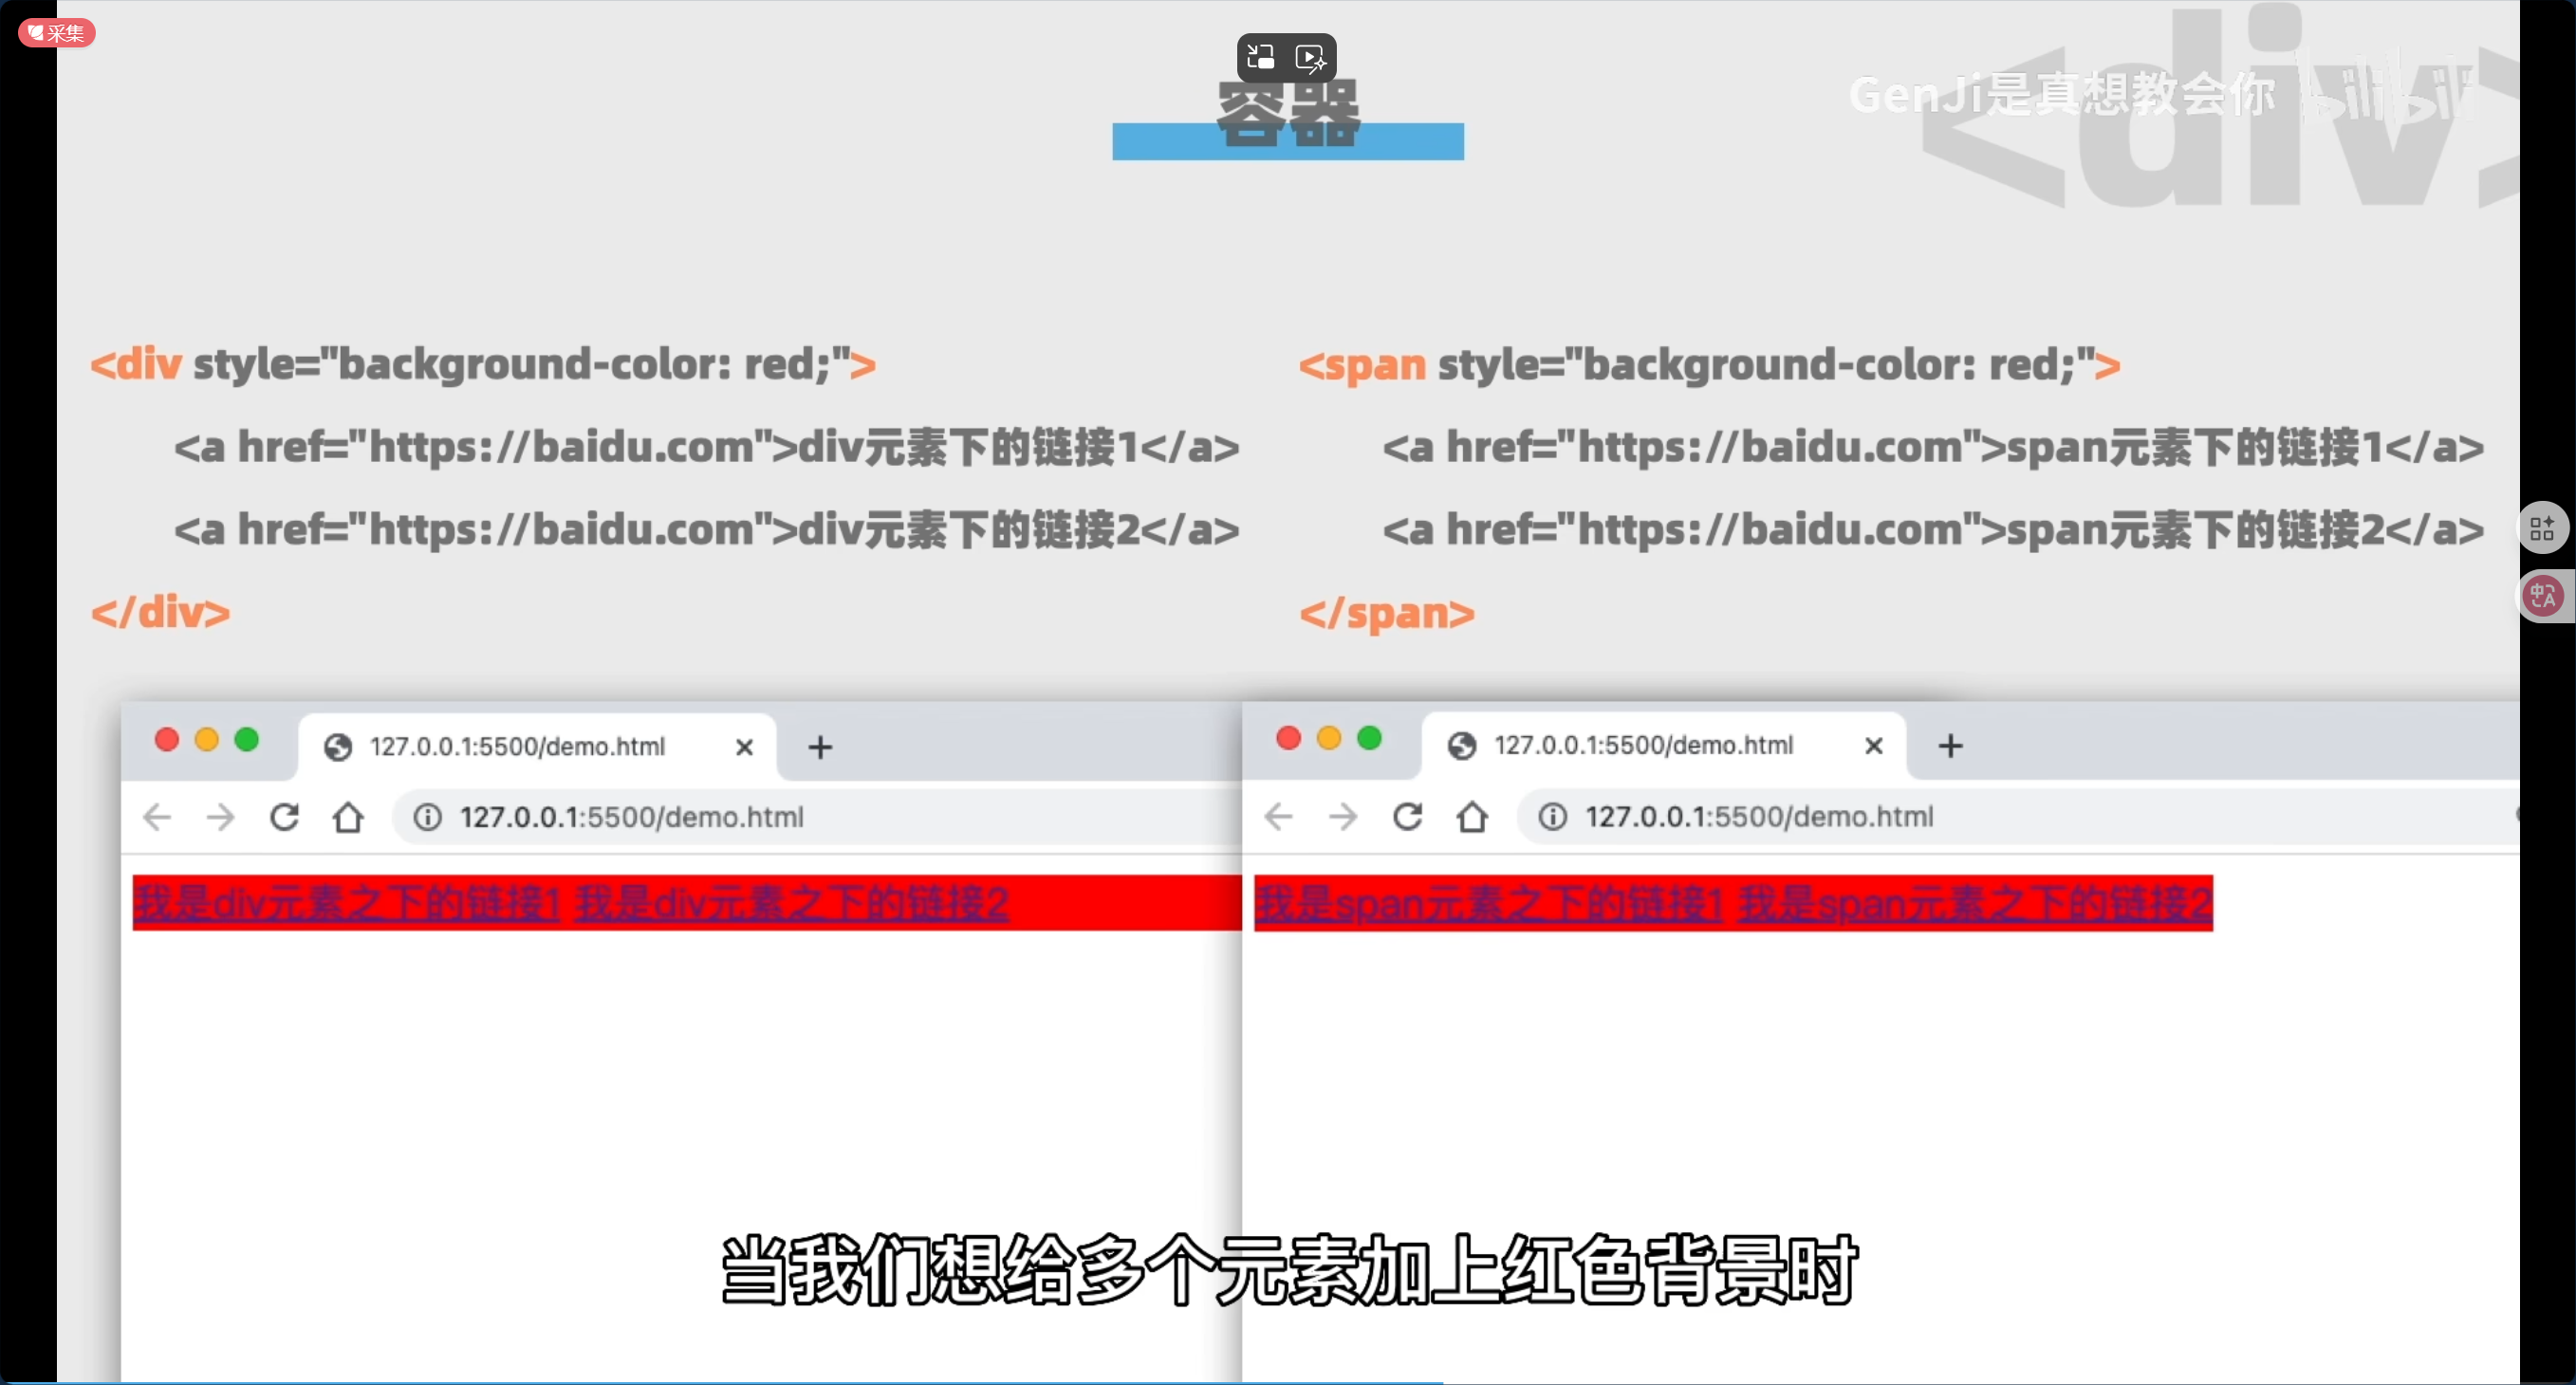 采集
容器
<div>
GenJi是真想教会你 bilibili
<div style="background-color: red;">
<a href="https://baidu.com">div元素下的链接1</a>
<a href="https://baidu.com">div元素下的链接2</a>
</div>
<span style="background-color: red;">
<a href="https://baidu.com">span元素下的链接1</a>
<a href="https://baidu.com">span元素下的链接2</a>
</span>
127.0.0.1:5500/demo.html
127.0.0.1:5500/demo.html
我是div元素之下的链接1 我是div元素之下的链接2
127.0.0.1:5500/demo.html
127.0.0.1:5500/demo.html
我是span元素之下的链接1 我是span元素之下的链接2
中A
当我们想给多个元素加上红色背景时